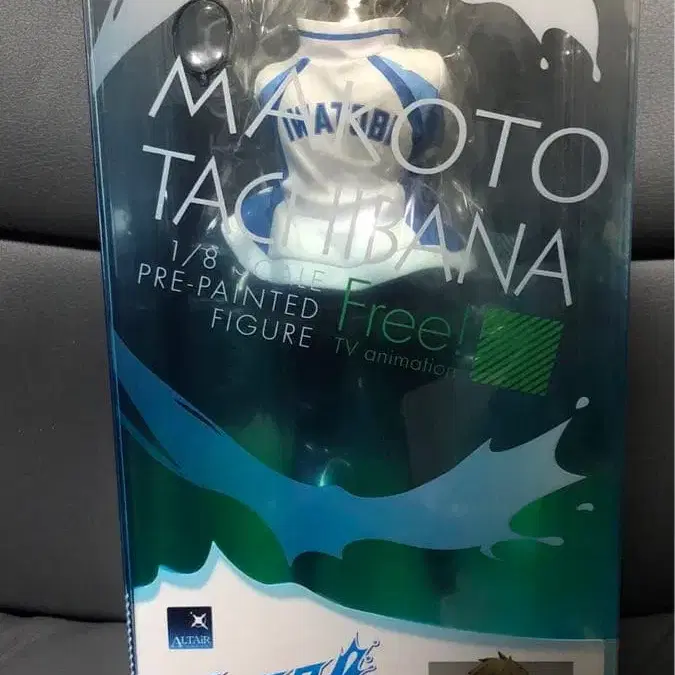 IWATOBI
MAKOTO
TACHIBANA
1/8 SCALE
PRE-PAINTED
FIGURE
Free!
TV animation
ALTAiR